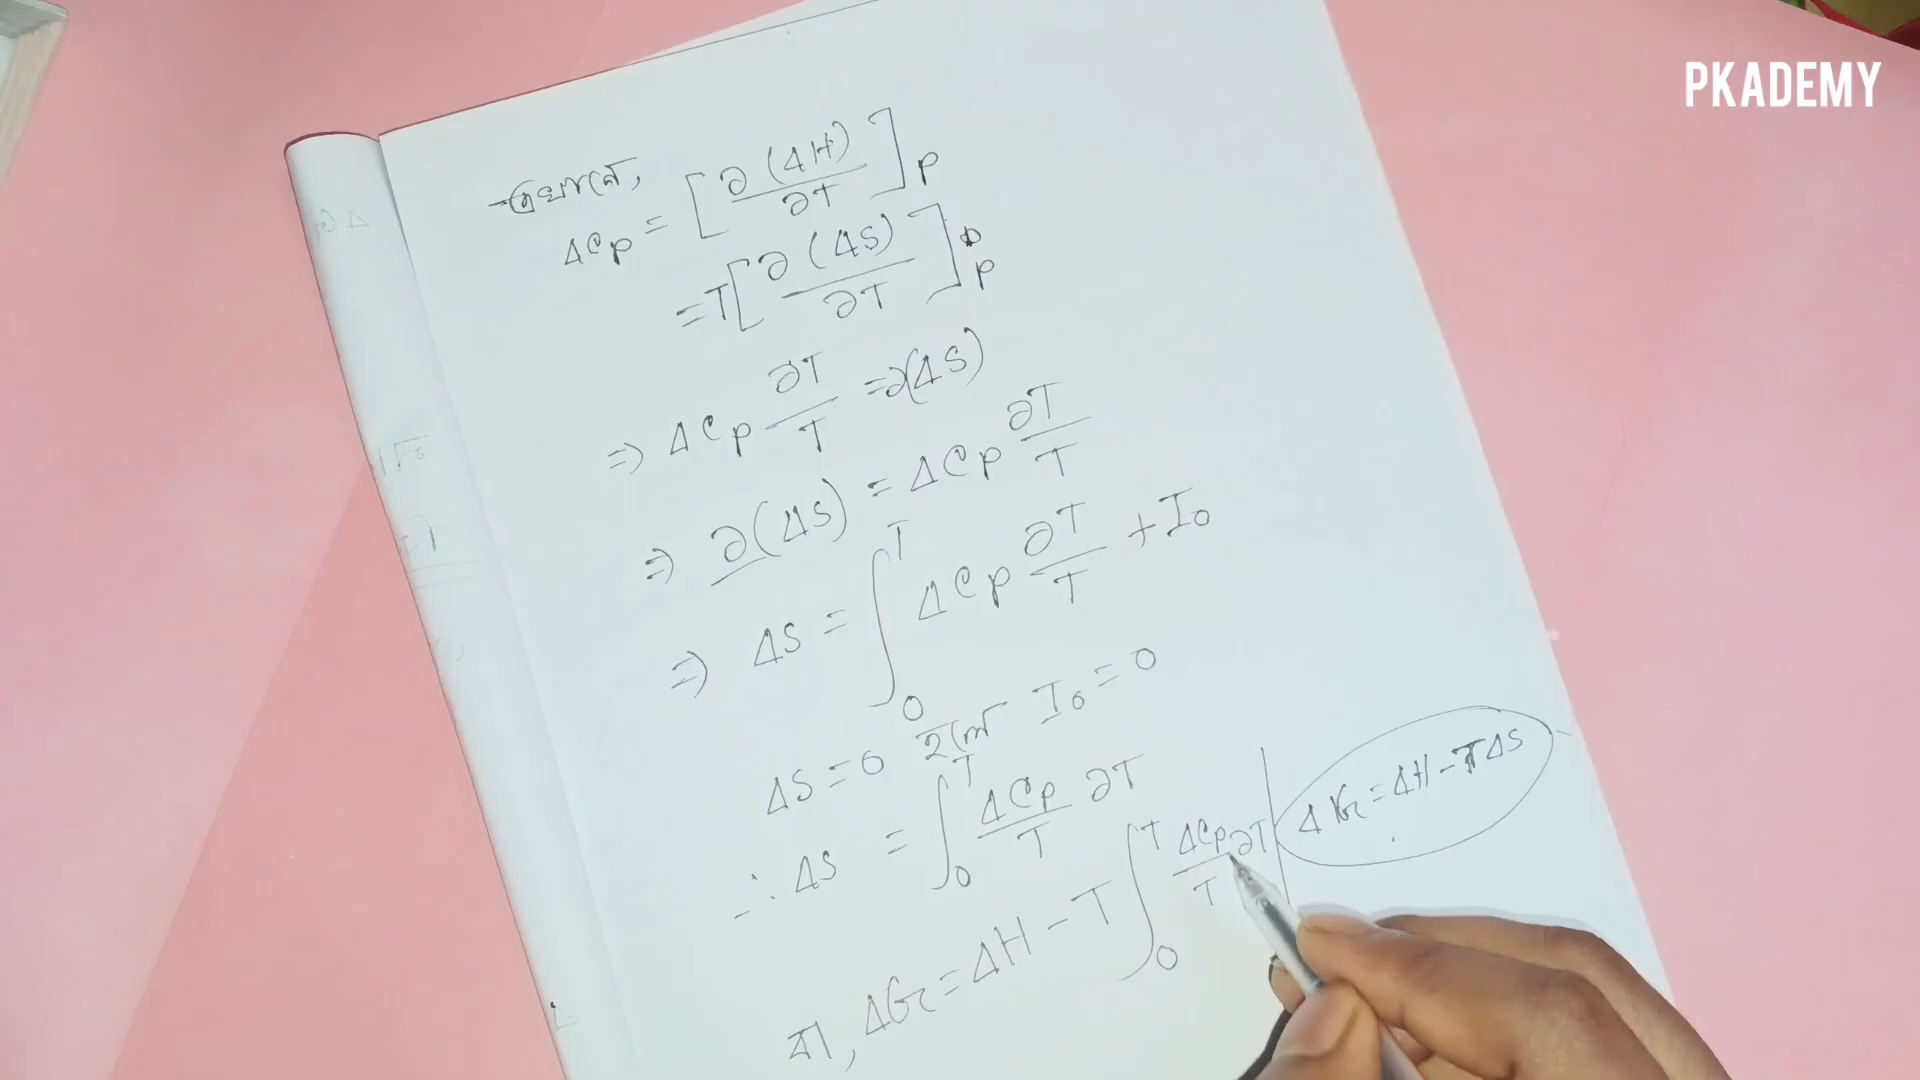 PKADEMY
এখানে,
ΔCp = [∂(ΔH)/∂T]p
= T[∂(ΔS)/∂T]p
⇒ ΔCp ∂T/T = ∂(ΔS)
⇒ ∂(ΔS) = ΔCp ∂T/T
⇒ ΔS = ∫₀ᵀ ΔCp ∂T/T + I₀
ΔS = 0 হলে I₀ = 0
∴ ΔS = ∫₀ᵀ ΔCp/T ∂T
বা, ΔG = ΔH - T ∫₀ᵀ ΔCp/T ∂T
ΔG = ΔH - TΔS